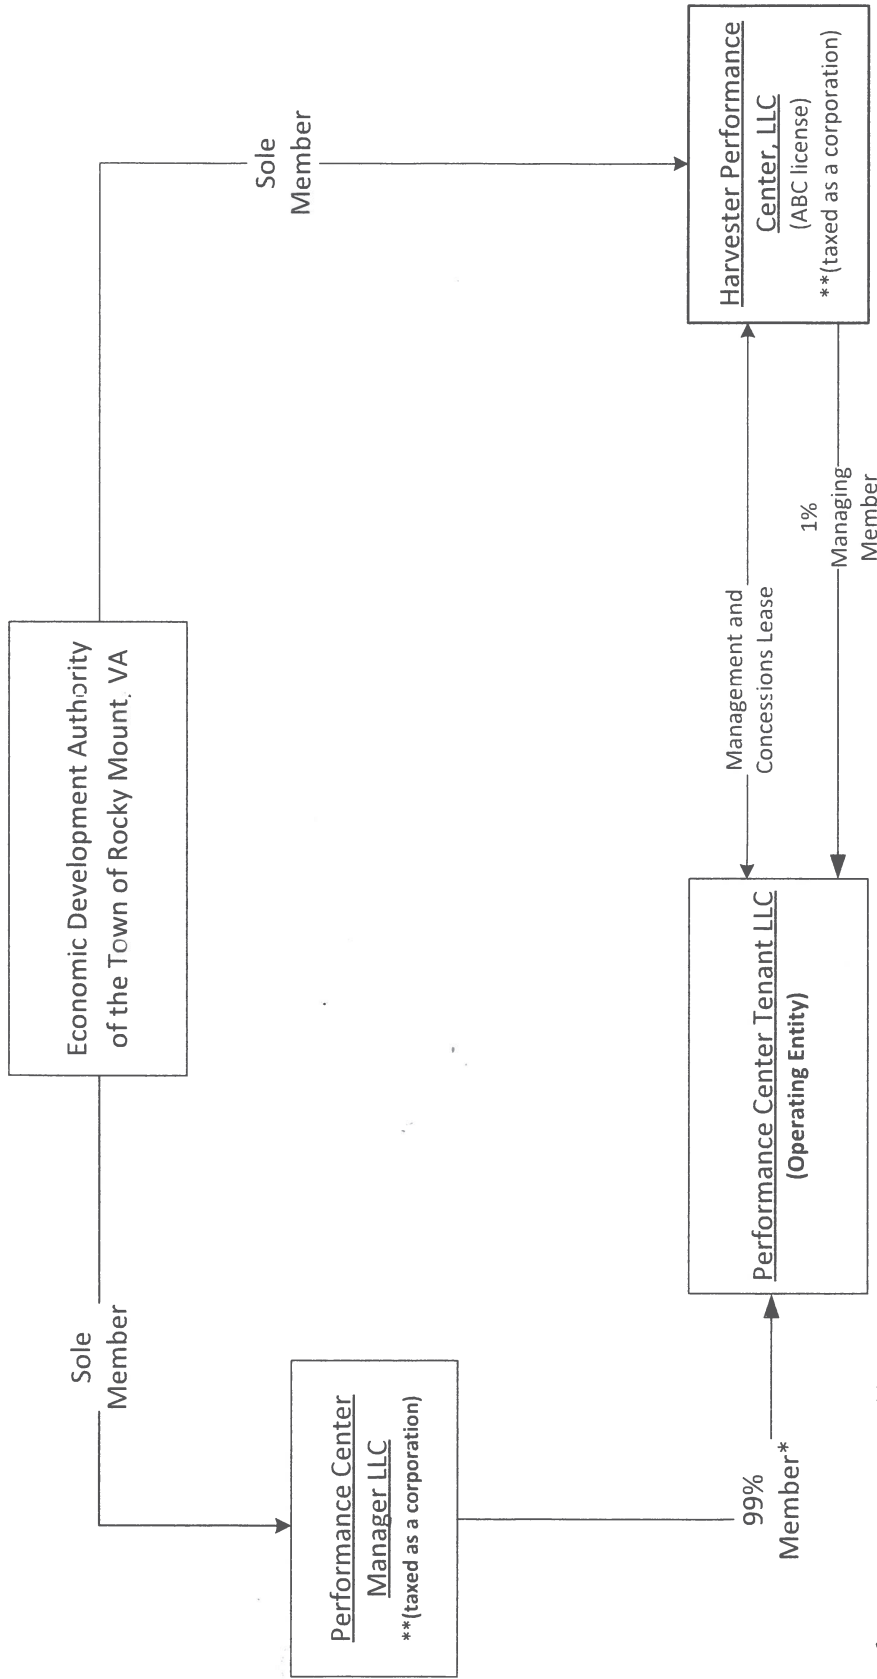 Economic Development Authority
of the Town of Rocky Mount, VA
Sole
Member
Sole
Member
Performance Center
Manager LLC
**(taxed as a corporation)
99%
Member*
Performance Center Tenant LLC
(Operating Entity)
Management and
Concessions Lease
1%
Managing
Member
Harvester Performance
Center, LLC
(ABC license)
**(taxed as a corporation)